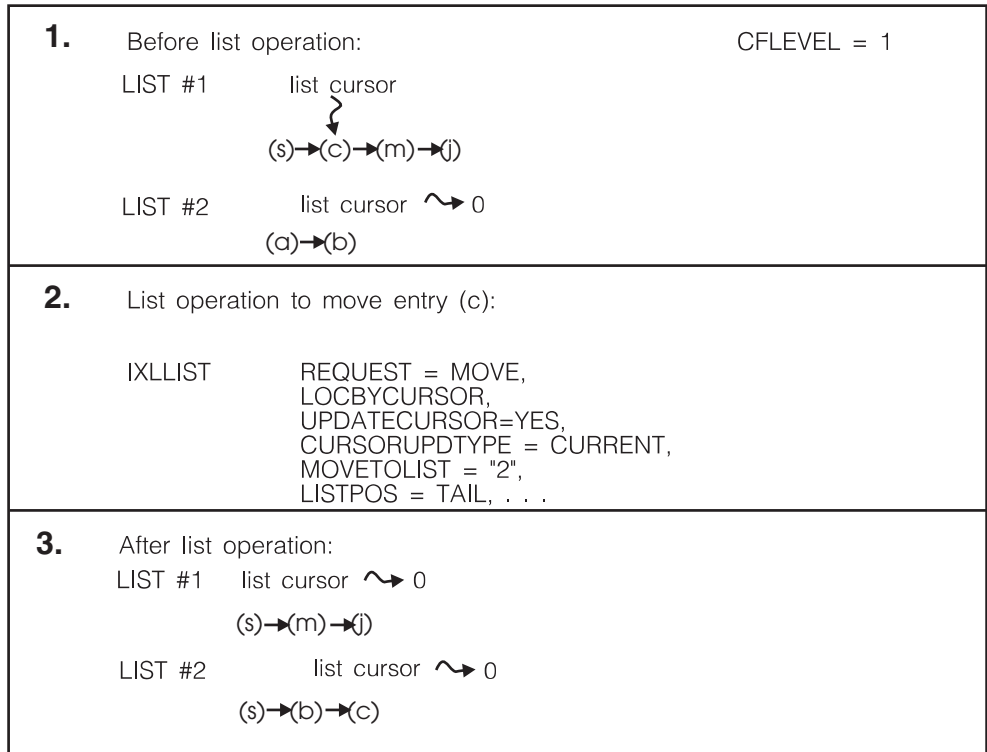 1. Before list operation: CFLEVEL = 1
LIST #1 list cursor
(s)→(c)→(m)→(j)
LIST #2 list cursor → 0
(a)→(b)
2. List operation to move entry (c):
IXLLIST REQUEST = MOVE,
LOCBYCURSOR,
UPDATECURSOR=YES,
CURSORUPDTYPE = CURRENT,
MOVETOLIST = "2",
LISTPOS = TAIL, . . .
3. After list operation:
LIST #1 list cursor → 0
(s)→(m)→(j)
LIST #2 list cursor → 0
(s)→(b)→(c)